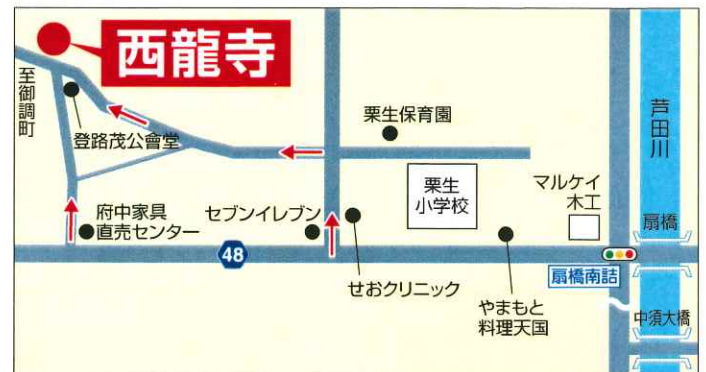 西龍寺
至御調町
登路茂公會堂
栗生保育園
芦田川
栗生
小学校
マルケイ
木工
府中家具
直売センター
セブンイレブン
扇橋
48
せおクリニック
扇橋南詰
やまもと
料理天国
中須大橋